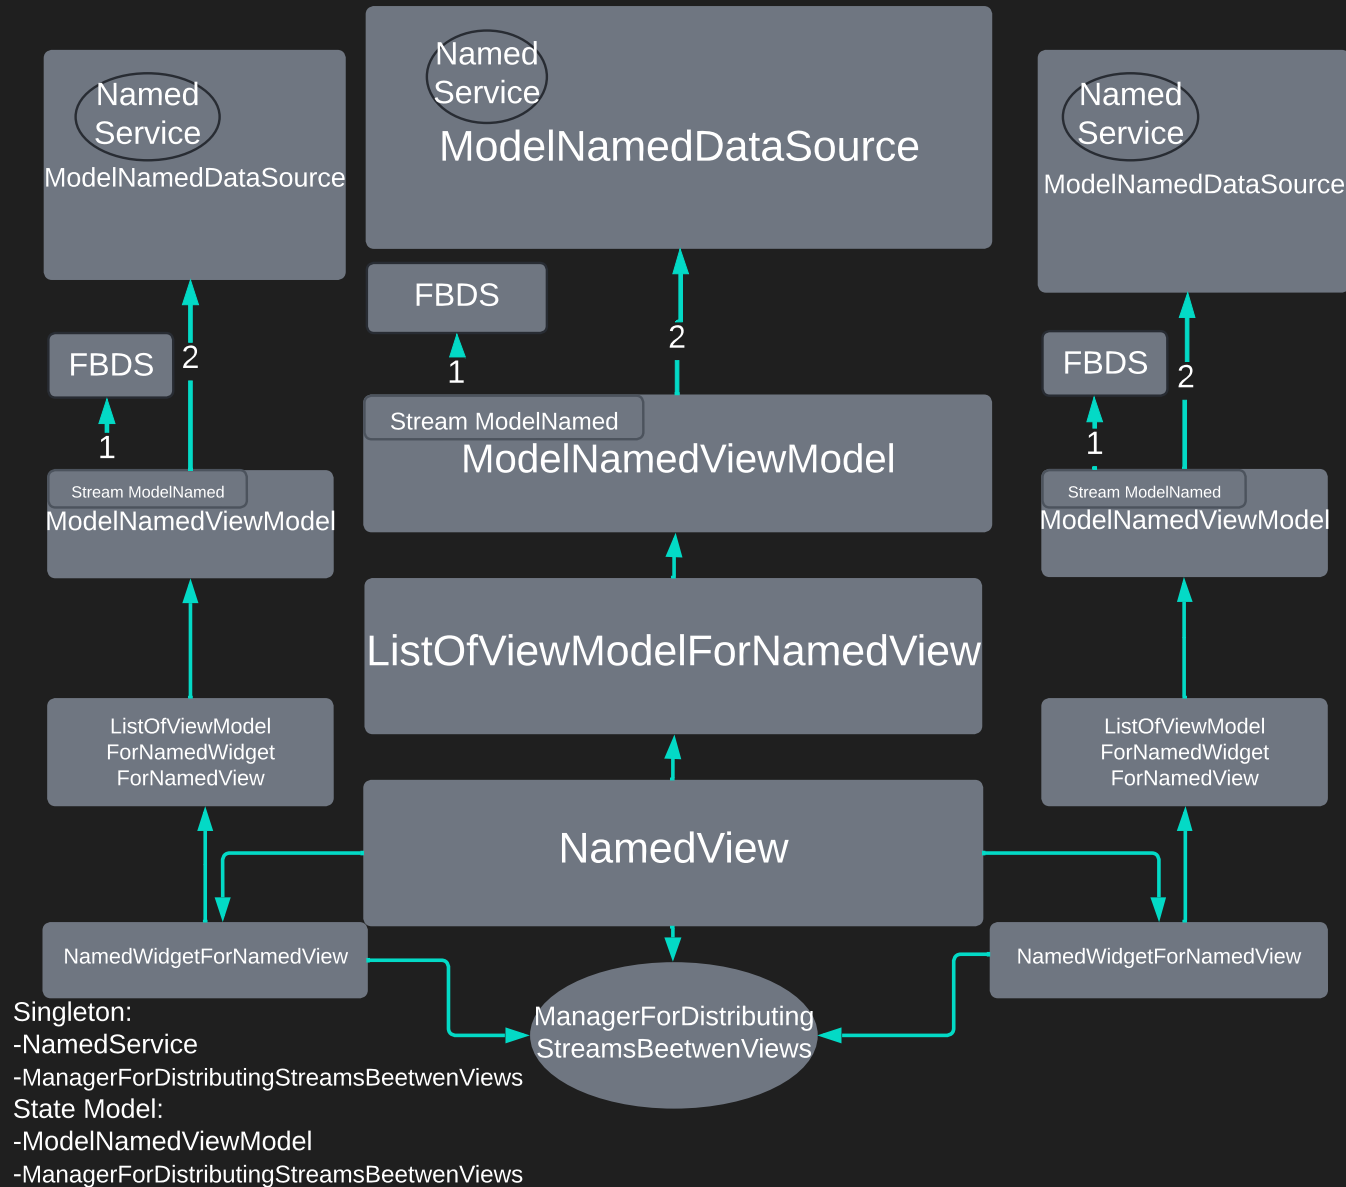 Named
Service
ModelNamedDataSource
FBDS
2
1
Stream ModelNamed
ModelNamedViewModel
ListOfViewModel
ForNamedWidget
ForNamedView
NamedWidgetForNamedView
Named
Service
ModelNamedDataSource
FBDS
2
1
Stream ModelNamed
ModelNamedViewModel
ListOfViewModelForNamedView
NamedView
ManagerForDistributing
StreamsBeetwenViews
Named
Service
ModelNamedDataSource
FBDS
2
1
Stream ModelNamed
ModelNamedViewModel
ListOfViewModel
ForNamedWidget
ForNamedView
NamedWidgetForNamedView
Singleton:
-NamedService
-ManagerForDistributingStreamsBeetwenViews
State Model:
-ModelNamedViewModel
-ManagerForDistributingStreamsBeetwenViews